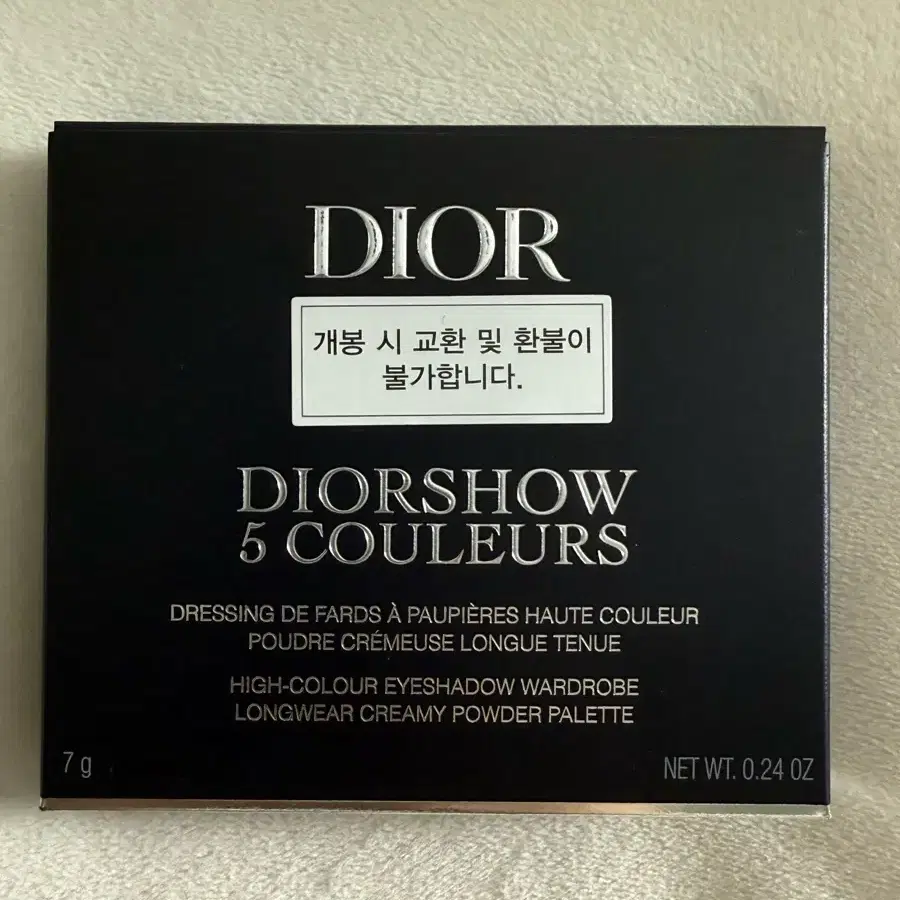 DIOR
개봉 시 교환 및 환불이
불가합니다.
DIORSHOW
5 COULEURS
DRESSING DE FARDS À PAUPIÈRES HAUTE COULEUR
POUDRE CRÉMEUSE LONGUE TENUE
HIGH-COLOUR EYESHADOW WARDROBE
LONGWEAR CREAMY POWDER PALETTE
7 g
NET WT. 0.24 OZ